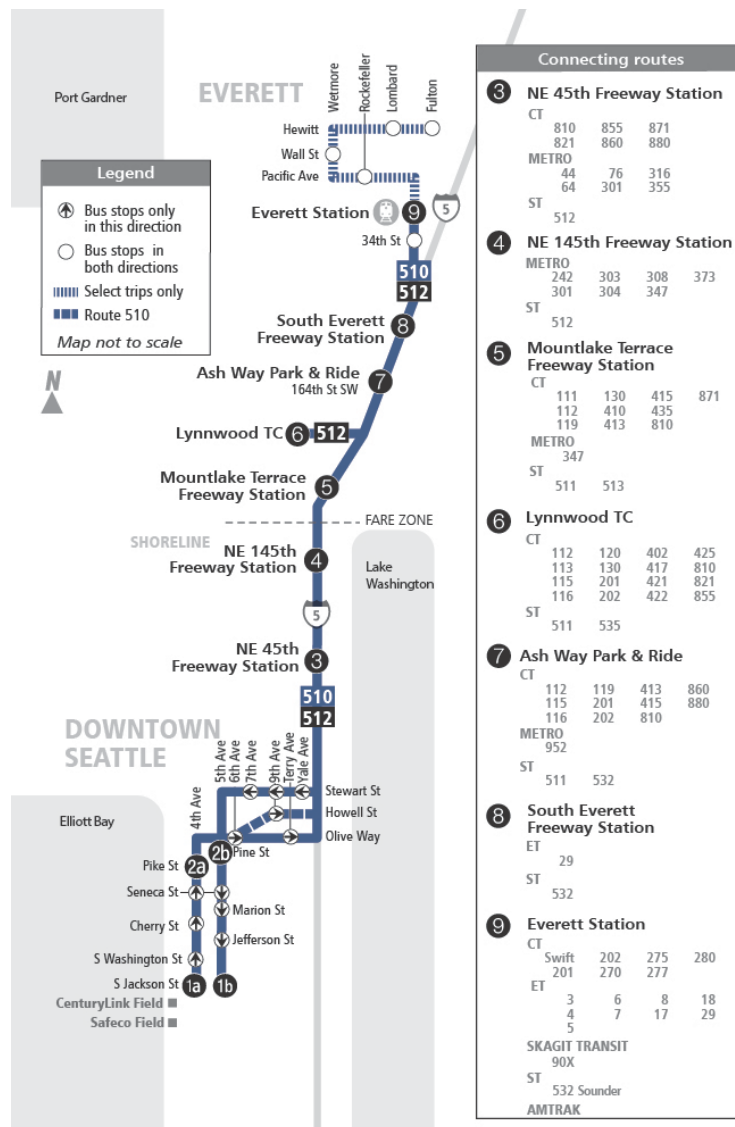 Port Gardner
EVERETT
Wetmore
Rockefeller
Lombard
Fulton
Hewitt
Wall St
Pacific Ave
Everett Station 9
5
34th St
510
512
Legend
Bus stops only
in this direction
Bus stops in
both directions
Select trips only
Route 510
Map not to scale
N
South Everett
Freeway Station 8
Ash Way Park & Ride 7
164th St SW
Lynnwood TC 6 512
Mountlake Terrace
Freeway Station 5
FARE ZONE
SHORELINE
NE 145th
Freeway Station 4
Lake
Washington
5
NE 45th
Freeway Station 3
510
512
DOWNTOWN
SEATTLE
4th Ave
5th Ave
6th Ave
7th Ave
9th Ave
Terry Ave
Yale Ave
Stewart St
Howell St
Olive Way
Elliott Bay
2b Pine St
Pike St 2a
Seneca St
Marion St
Cherry St
Jefferson St
S Washington St
S Jackson St 1a 1b
CenturyLink Field
Safeco Field
Connecting routes
3 NE 45th Freeway Station
CT
810 855 871
821 860 880
METRO
44 76 316
64 301 355
ST
512
4 NE 145th Freeway Station
METRO
242 303 308 373
301 304 347
ST
512
5 Mountlake Terrace
Freeway Station
CT
111 130 415 871
112 410 435
119 413 810
METRO
347
ST
511 513
6 Lynnwood TC
CT
112 120 402 425
113 130 417 810
115 201 421 821
116 202 422 855
ST
511 535
7 Ash Way Park & Ride
CT
112 119 413 860
115 201 415 880
116 202 810
METRO
952
ST
511 532
8 South Everett
Freeway Station
ET
29
ST
532
9 Everett Station
CT
Swift 202 275 280
201 270 277
ET
3 6 8 18
4 7 17 29
5
SKAGIT TRANSIT
90X
ST
532 Sounder
AMTRAK